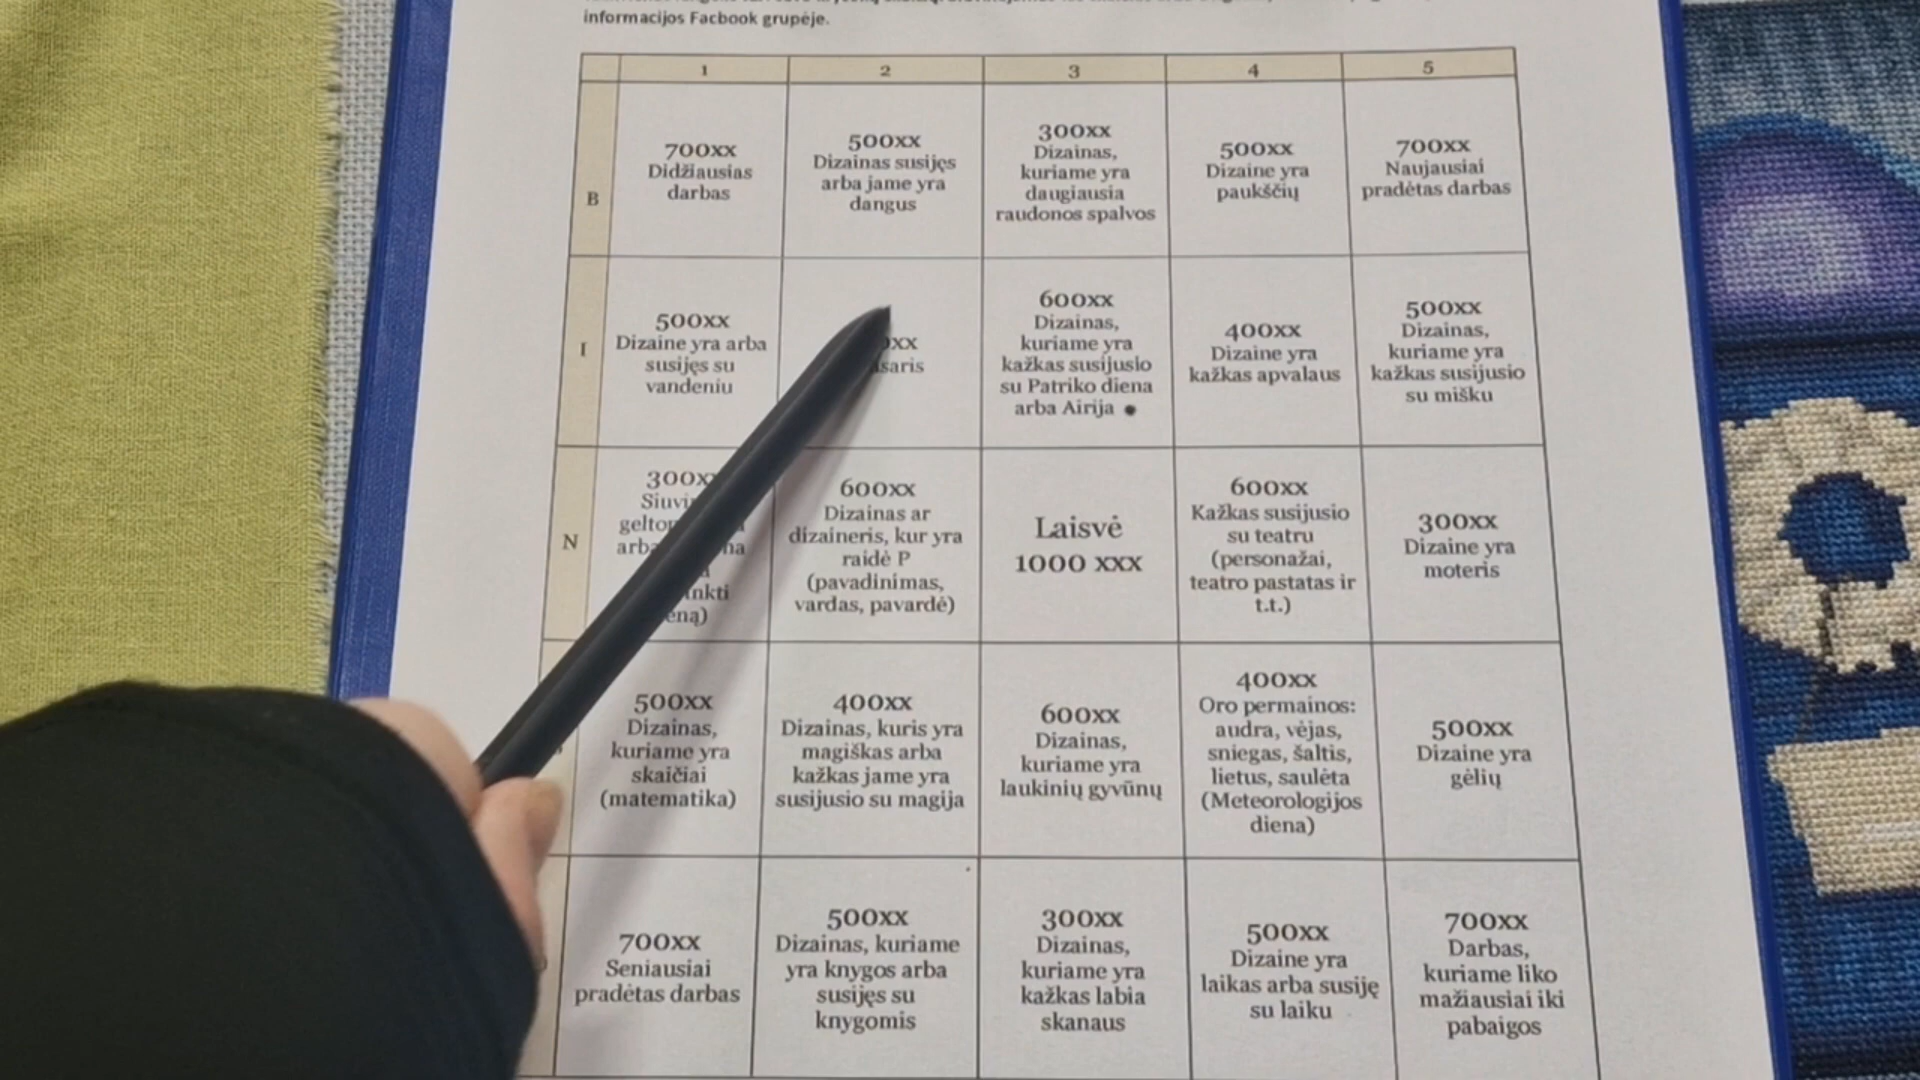 informacijos Facbook grupėje.
1 2 3 4 5
B
700xx
Didžiausias
darbas
500xx
Dizainas susijęs
arba jame yra
dangus
300xx
Dizainas,
kuriame yra
daugiausia
raudonos spalvos
500xx
Dizaine yra
paukščių
700xx
Naujausiai
pradėtas darbas
I
500xx
Dizaine yra arba
susijęs su
vandeniu
600xx
Dizainas,
kuriame yra
kažkas susijusio
su Patriko diena
arba Airija
400xx
Dizaine yra
kažkas apvalaus
500xx
Dizainas,
kuriame yra
kažkas susijusio
su mišku
N
600xx
Dizainas ar
dizaineris, kur yra
raidė P
(pavadinimas,
vardas, pavardė)
Laisvė
1000 xxx
600xx
Kažkas susijusio
su teatru
(personažai,
teatro pastatas ir
t.t.)
300xx
Dizaine yra
moteris
500xx
Dizainas,
kuriame yra
skaičiai
(matematika)
400xx
Dizainas, kuris yra
magiškas arba
kažkas jame yra
susijusio su magija
600xx
Dizainas,
kuriame yra
laukinių gyvūnų
400xx
Oro permainos:
audra, vėjas,
sniegas, šaltis,
lietus, saulėta
(Meteorologijos
diena)
500xx
Dizaine yra
gėlių
700xx
Seniausiai
pradėtas darbas
500xx
Dizainas, kuriame
yra knygos arba
susijęs su
knygomis
300xx
Dizainas,
kuriame yra
kažkas labia
skanaus
500xx
Dizaine yra
laikas arba susiję
su laiku
700xx
Darbas,
kuriame liko
mažiausiai iki
pabaigos